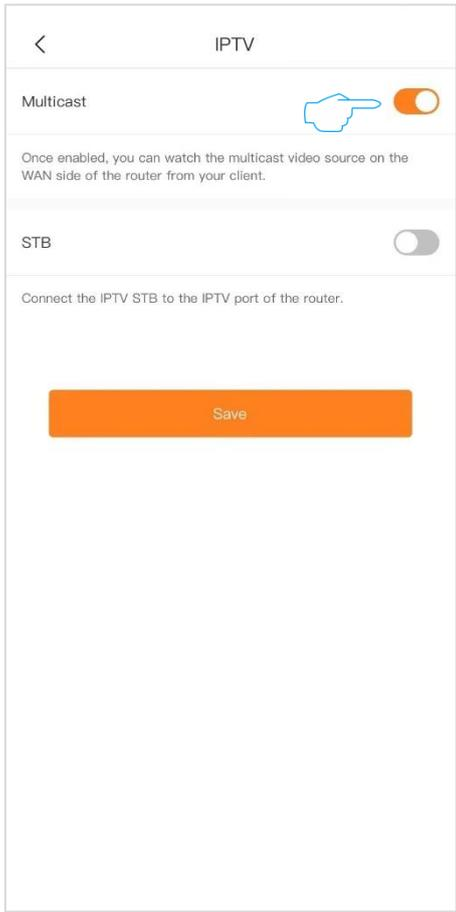 IPTV
Multicast
Once enabled, you can watch the multicast video source on the
WAN side of the router from your client.
STB
Connect the IPTV STB to the IPTV port of the router.
Save